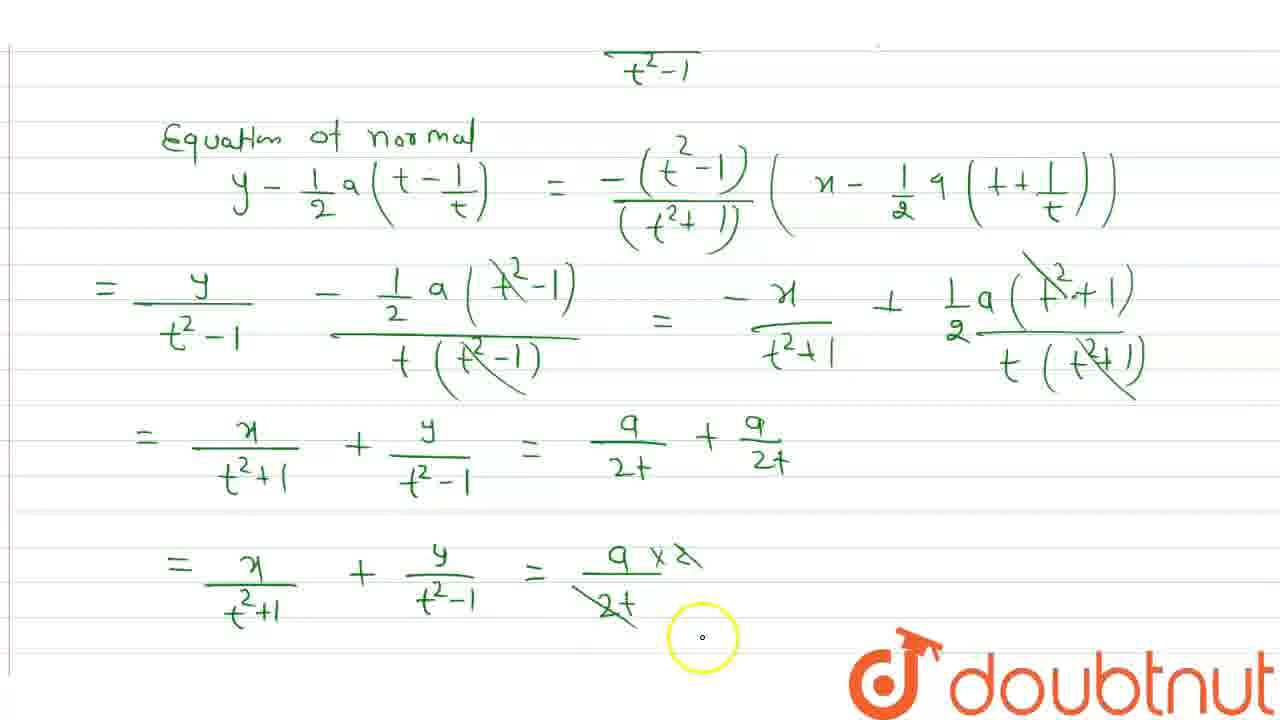 t²-1
Equation of normal
y - 1/2 a (t - 1/t) = -(t²-1)/(t²+1) (x - 1/2 a (t + 1/t))
= y/(t²-1) - 1/2 a (t²-1)/(t(t²-1)) = -x/(t²+1) + 1/2 a (t²+1)/(t(t²+1))
= x/(t²+1) + y/(t²-1) = a/2t + a/2t
= x/(t²+1) + y/(t²-1) = a×2/2t
doubtnut